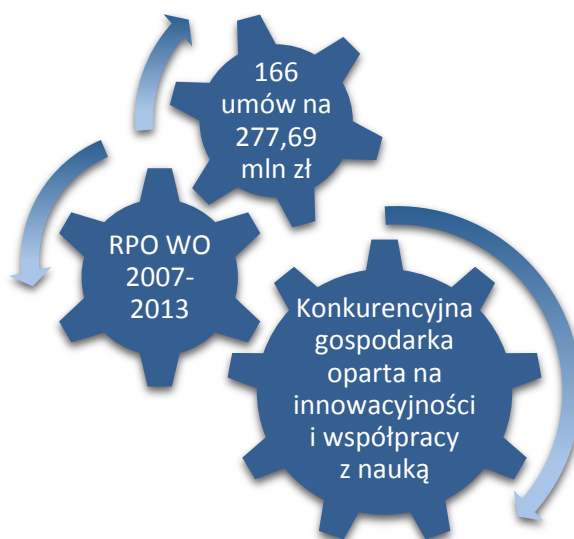 166
umów na
277,69
mln zł
RPO WO
2007-
2013
Konkurencyjna
gospodarka
oparta na
innowacyjności
i współpracy
z nauką